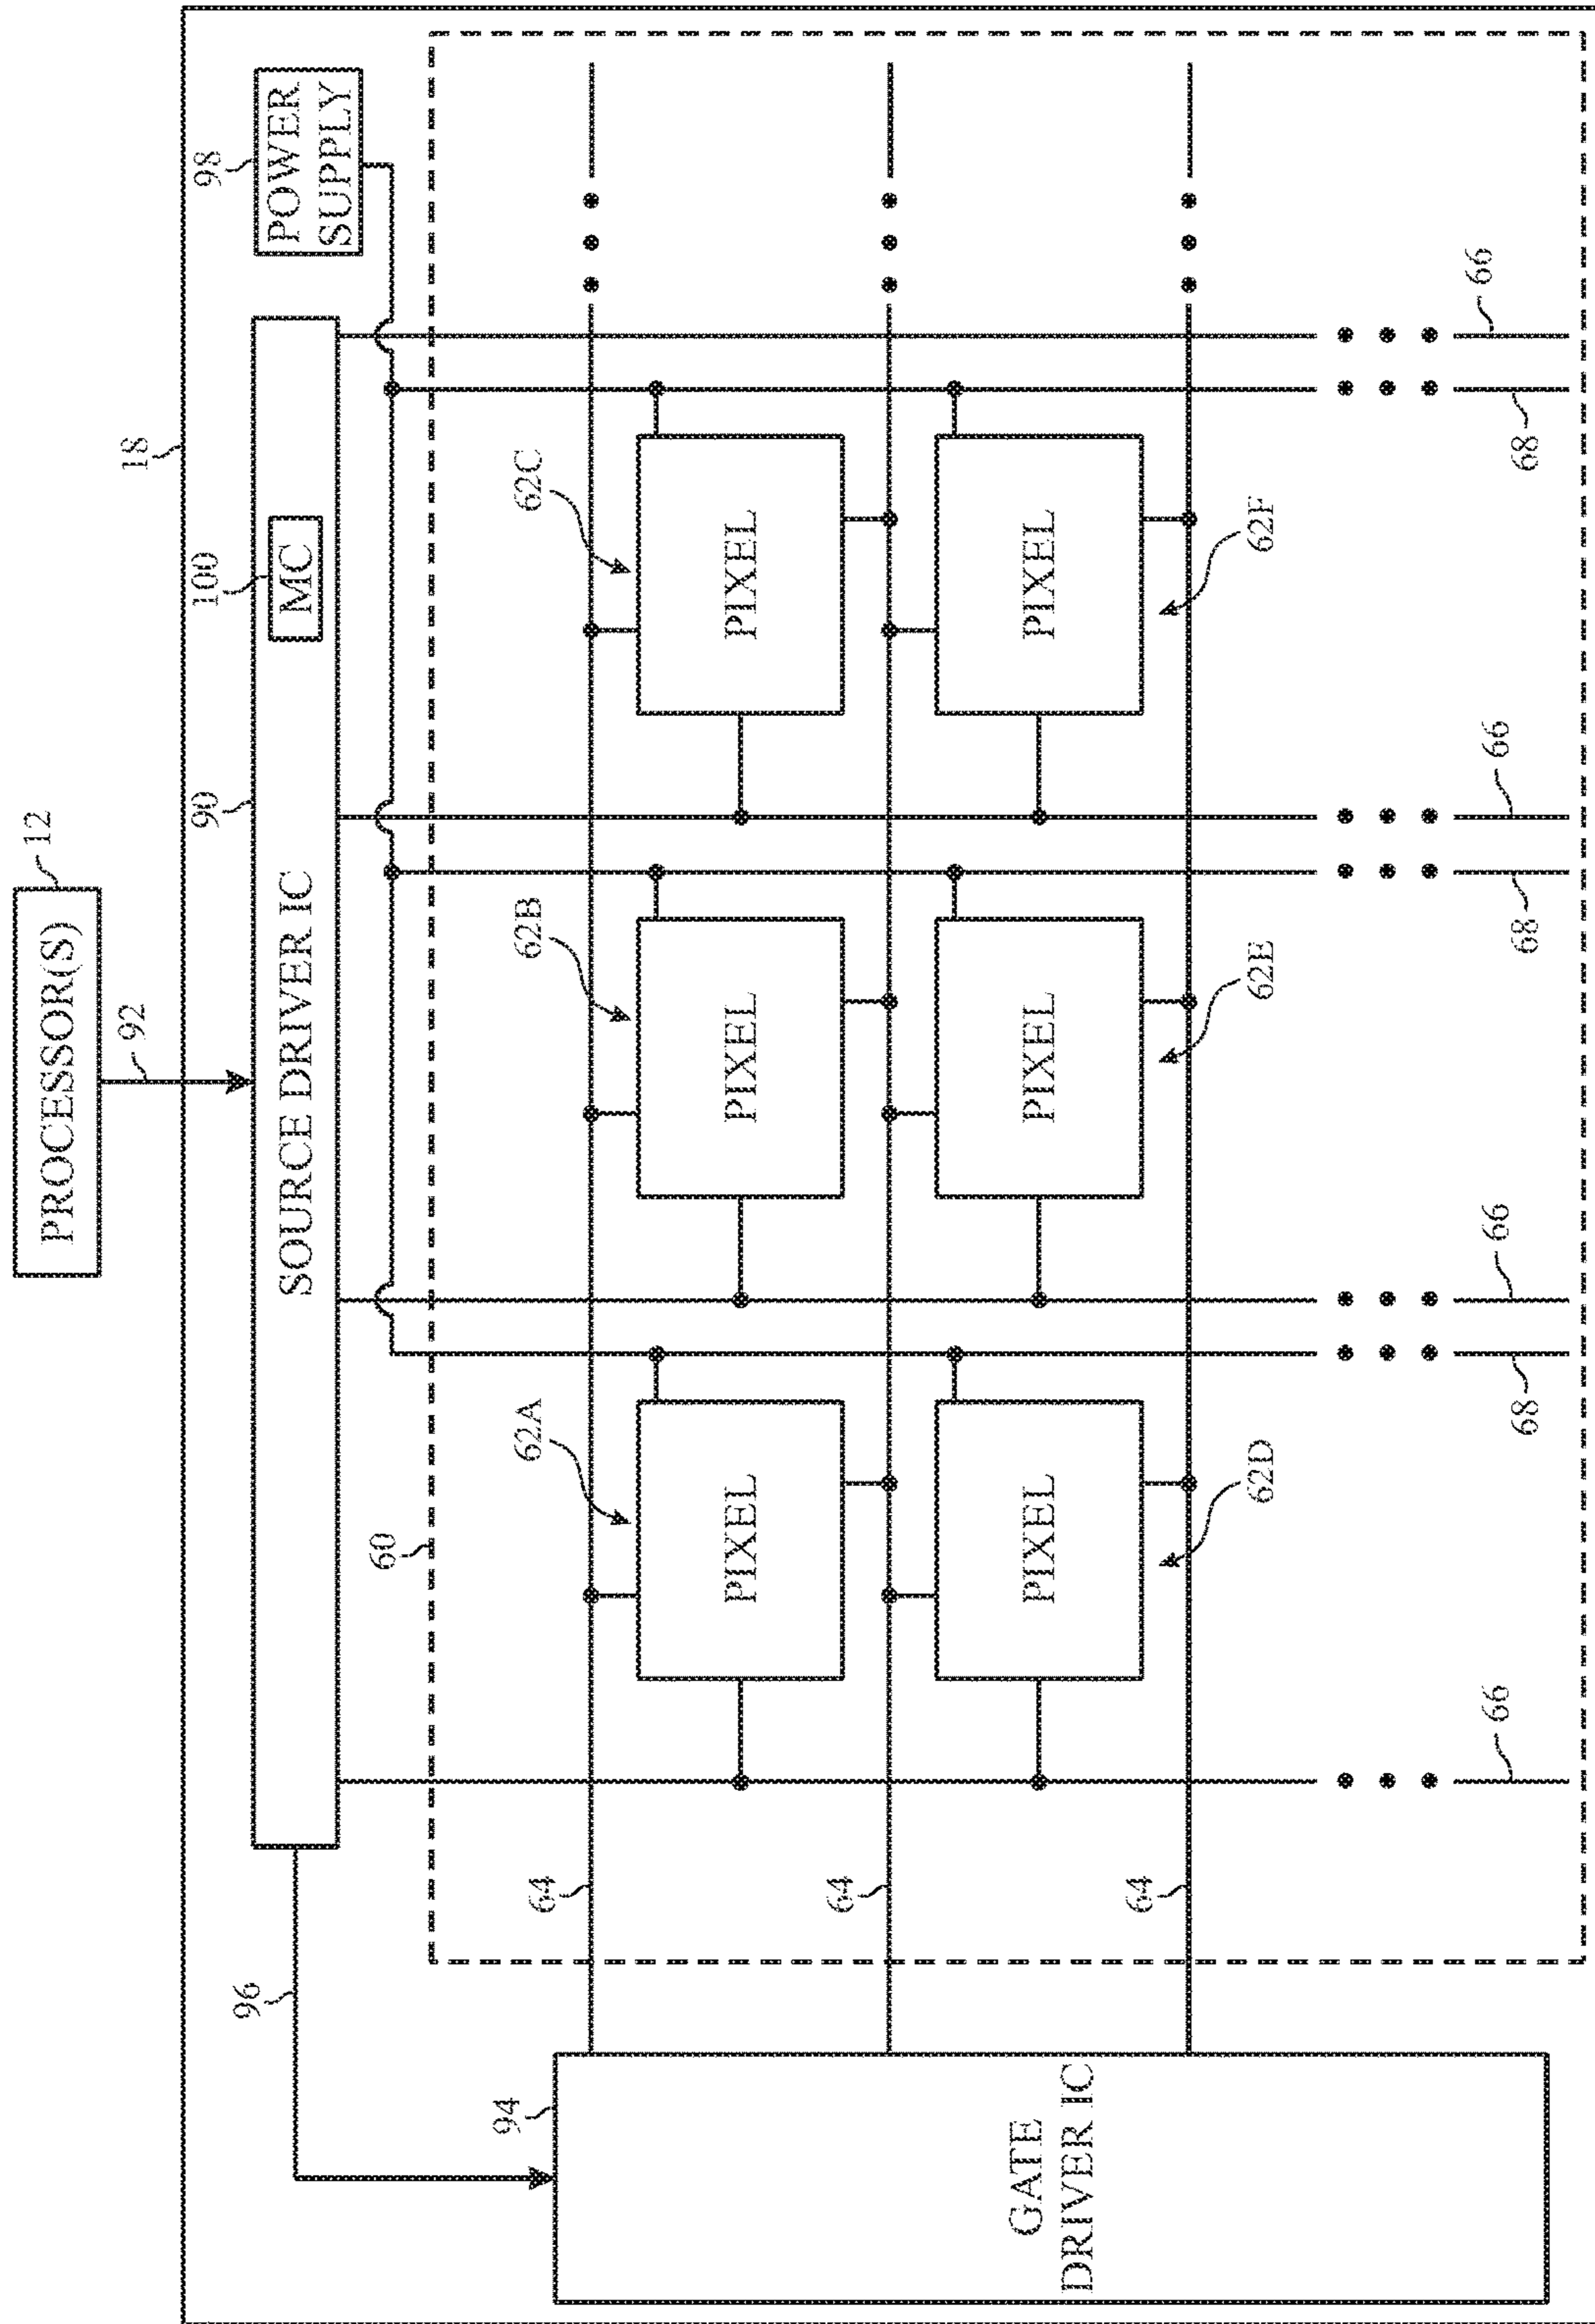 PROCESSOR(S)
12
92
18
90
100
98
SOURCE DRIVER IC
MC
POWER
SUPPLY
96
60
94
GATE
DRIVER IC
64
64
64
62A
62B
62C
PIXEL
PIXEL
PIXEL
PIXEL
PIXEL
PIXEL
62D
62E
62F
66
68
66
68
66
68
66